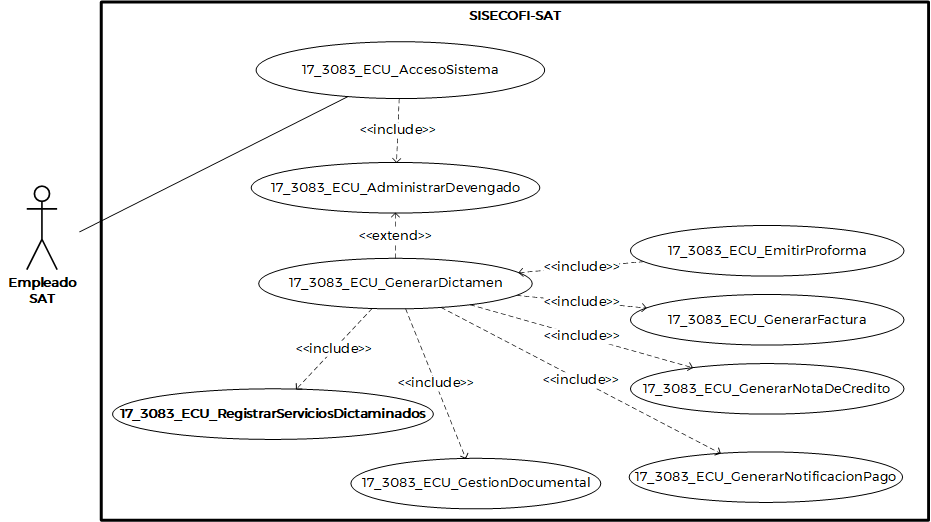 SISECOFI-SAT
17_3083_ECU_AccesoSistema
<<include>>
17_3083_ECU_AdministrarDevengado
<<extend>>
17_3083_ECU_EmitirProforma
<<include>>
Empleado
SAT
17_3083_ECU_GenerarDictamen
<<include>>
17_3083_ECU_GenerarFactura
<<include>>
<<include>>
<<include>>
<<include>>
17_3083_ECU_GenerarNotaDeCredito
17_3083_ECU_RegistrarServiciosDictaminados
17_3083_ECU_GestionDocumental
17_3083_ECU_GenerarNotificacionPago